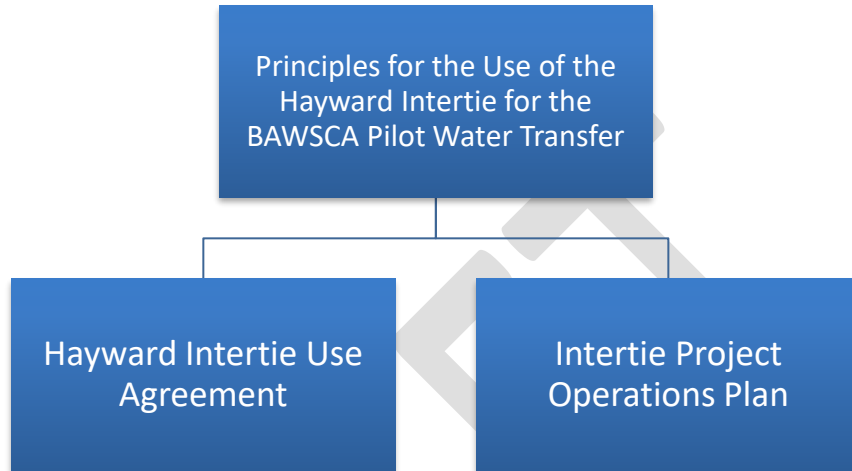 Principles for the Use of the
Hayward Intertie for the
BAWSCA Pilot Water Transfer
Hayward Intertie Use
Agreement
Intertie Project
Operations Plan